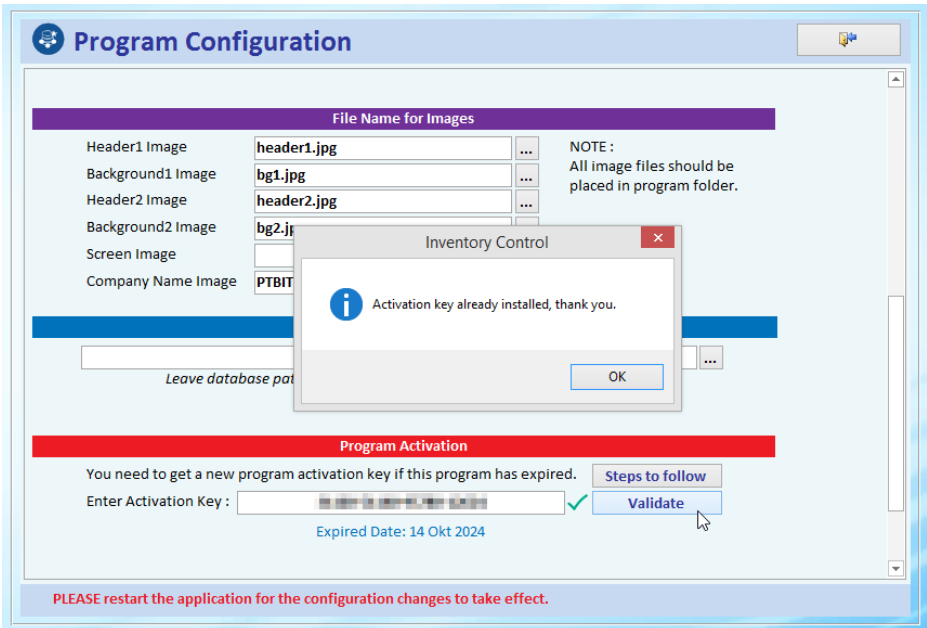 Program Configuration
File Name for Images
Header1 Image header1.jpg ...
NOTE :
All image files should be
placed in program folder.
Background1 Image bg1.jpg ...
Header2 Image header2.jpg ...
Background2 Image
Screen Image
Company Name Image
Inventory Control
Activation key already installed, thank you.
OK
...
Leave database
Program Activation
You need to get a new program activation key if this program has expired. Steps to follow
Enter Activation Key : Validate
Expired Date: 14 Okt 2024
PLEASE restart the application for the configuration changes to take effect.